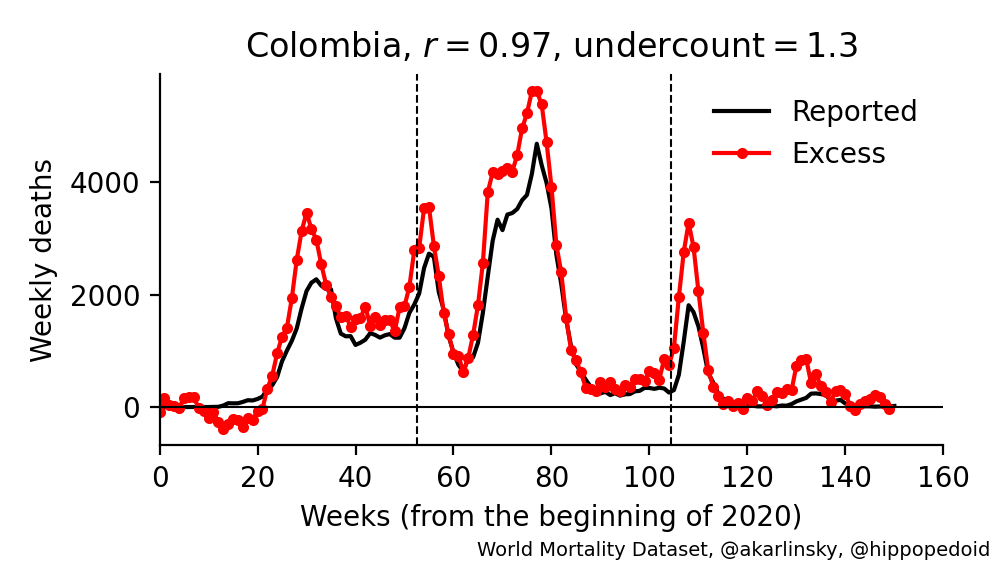 Colombia, r = 0.97, undercount = 1.3
Reported
Excess
Weekly deaths
4000
2000
0
0 20 40 60 80 100 120 140 160
Weeks (from the beginning of 2020)
World Mortality Dataset, @akarlinsky, @hippopedoid